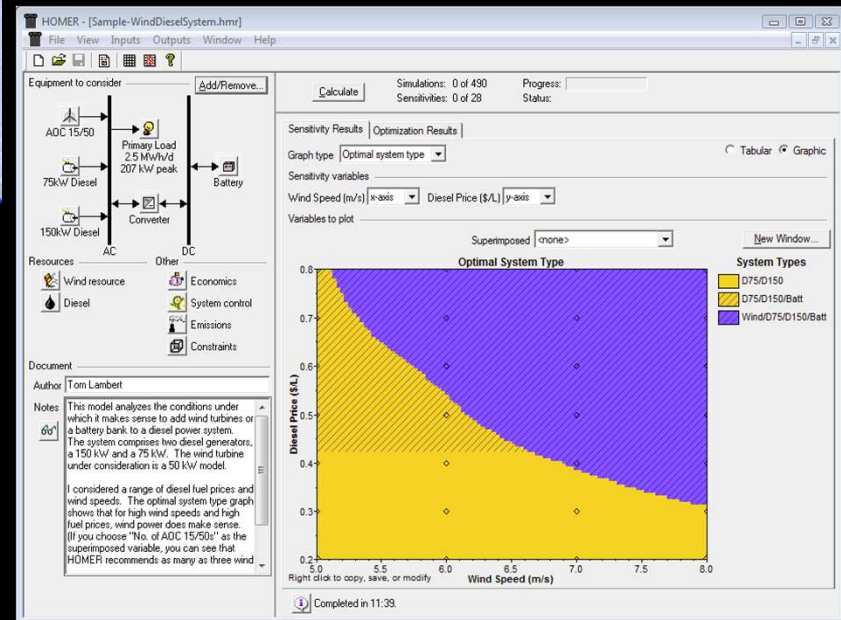 HOMER - [Sample-WindDieselSystem.hmr]
File View Inputs Outputs Window Help
Equipment to consider Add/Remove...
AOC 15/50
Primary Load
2.5 MWh/d
207 kW peak
75kW Diesel
Battery
Converter
150kW Diesel
AC DC
Resources Other
Wind resource Economics
Diesel System control
Emissions
Constraints
Document
Author Tom Lambert
Notes This model analyzes the conditions under
which it makes sense to add wind turbines or
a battery bank to a diesel power system.
The system comprises two diesel generators,
a 150 kW and a 75 kW. The wind turbine
under consideration is a 50 kW model.
I considered a range of diesel fuel prices and
wind speeds. The optimal system type graph
shows that for high wind speeds and high
fuel prices, wind power does make sense.
(If you choose "No. of AOC 15/50s" as the
superimposed variable, you can see that
HOMER recommends as many as three wind
Calculate Simulations: 0 of 490 Progress:
Sensitivities: 0 of 28 Status:
Sensitivity Results Optimization Results
Graph type Optimal system type Tabular Graphic
Sensitivity variables
Wind Speed (m/s) x-axis Diesel Price ($/L) y-axis
Variables to plot
Superimposed <none> New Window...
Optimal System Type
System Types
D75/D150
D75/D150/Batt
Wind/D75/D150/Batt
Diesel Price ($/L)
0.8
0.7
0.6
0.5
0.4
0.3
0.2
5.0 5.5 6.0 6.5 7.0 7.5 8.0
Right click to copy, save, or modify Wind Speed (m/s)
Completed in 11:39.